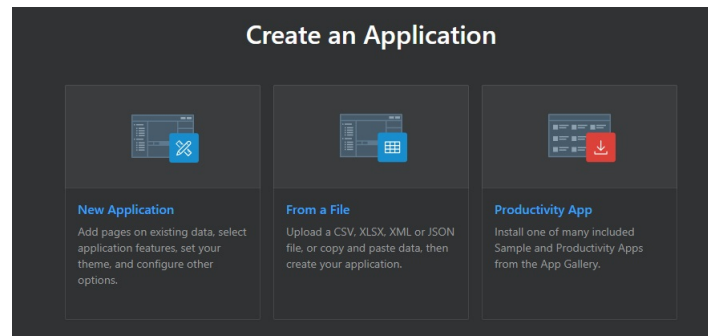 Create an Application
New Application
Add pages on existing data, select
application features, set your
theme, and configure other
options.
From a File
Upload a CSV, XLSX, XML or JSON
file, or copy and paste data, then
create your application.
Productivity App
Install one of many included
Sample and Productivity Apps
from the App Gallery.